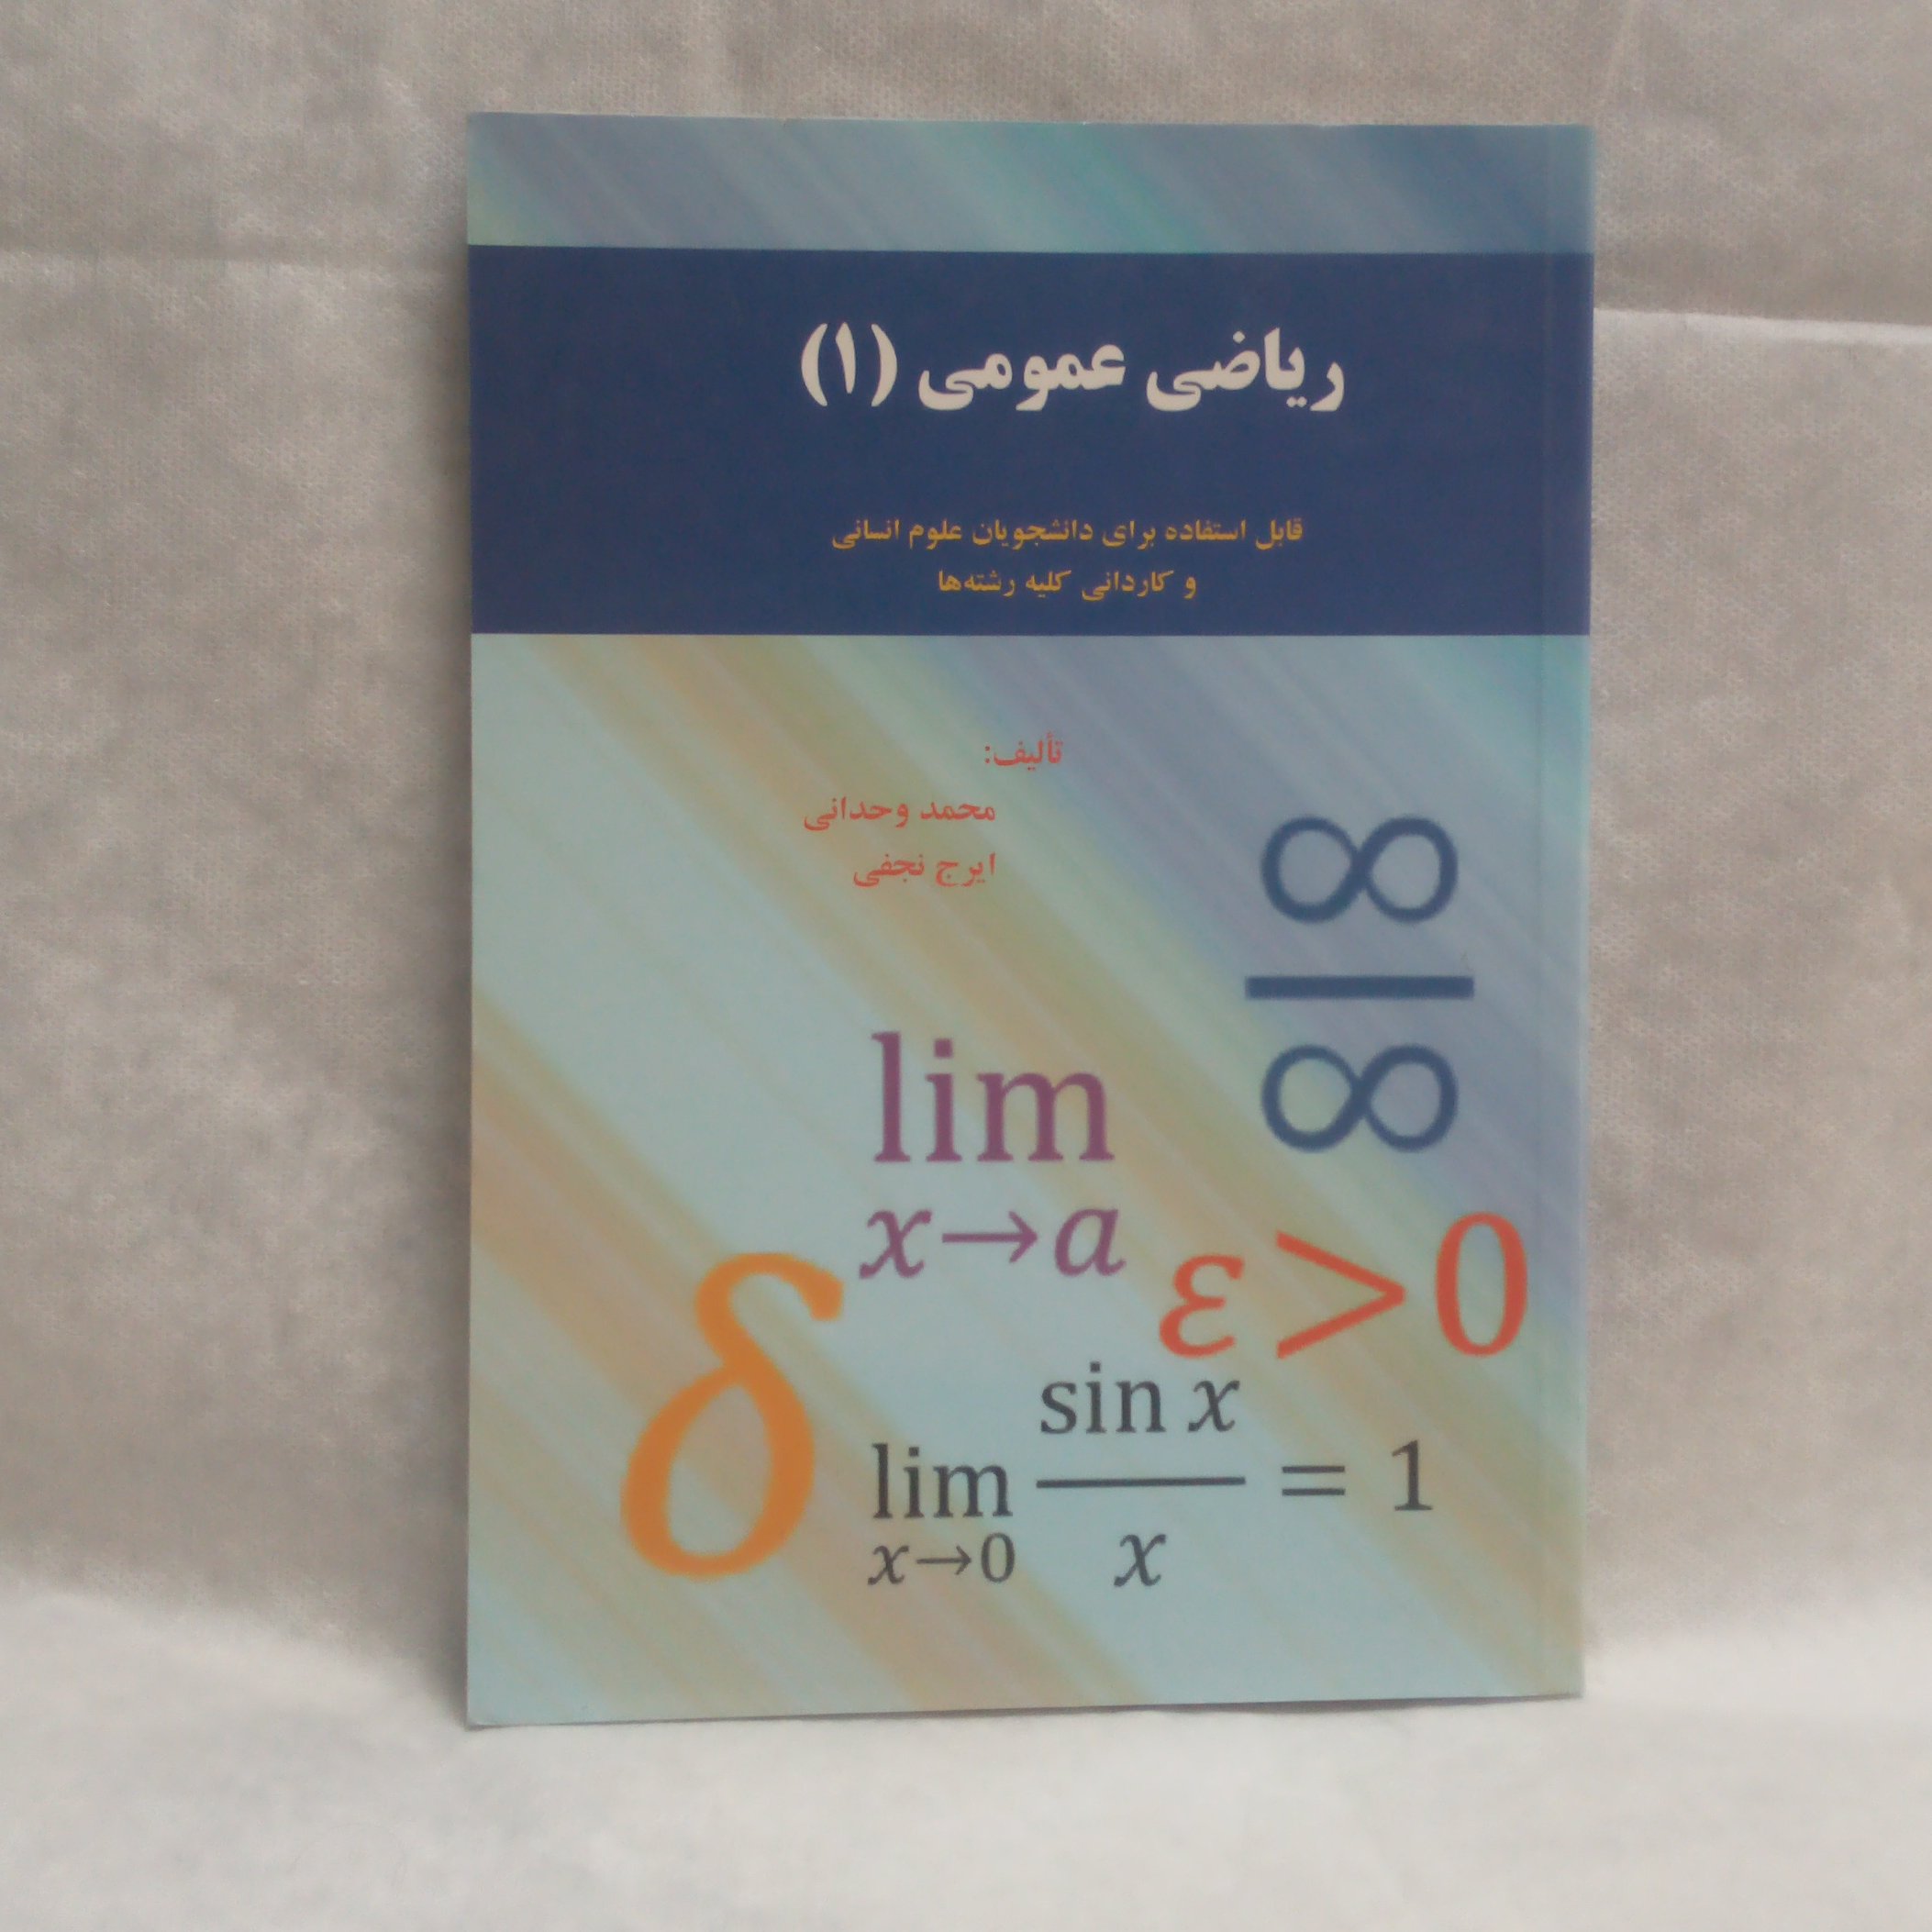 ریاضی عمومی (۱)
قابل استفاده برای دانشجویان علوم انسانی
و کاردانی کلیه رشته‌ها
تألیف:
محمد وحدانی
ایرج نجفی
∞
∞
lim
x→a
ε>0
δ
sin x
lim = 1
x→0 x